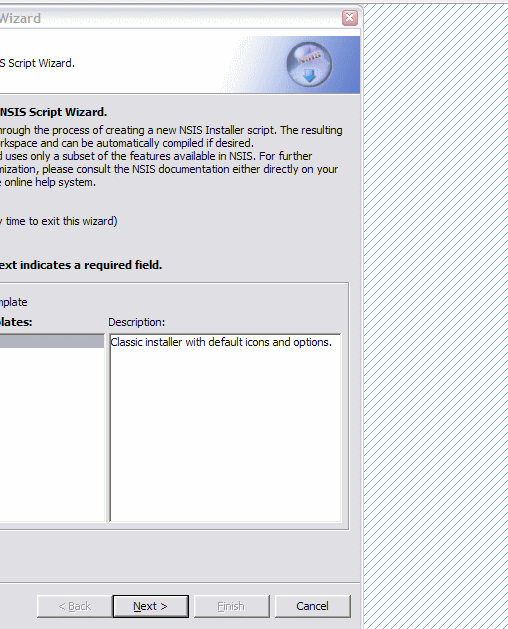 Wizard
S Script Wizard.
NSIS
NSIS Script Wizard.
hrough the process of creating a new NSIS Installer script. The resulting
rkspace and can be automatically compiled if desired.
d uses only a subset of the features available in NSIS. For further
mization, please consult the NSIS documentation either directly on your
e online help system.
y time to exit this wizard)
ext indicates a required field.
mplate
lates:
Description:
Classic installer with default icons and options.
< Back
Next >
Finish
Cancel